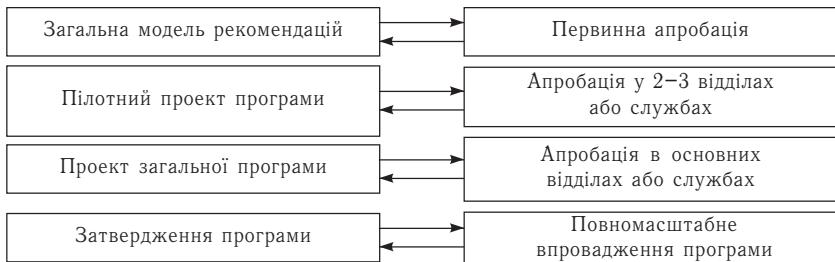 Загальна модель рекомендацій
Первинна апробація
Пілотний проект програми
Апробація у 2–3 відділах
або службах
Проект загальної програми
Апробація в основних
відділах або службах
Затвердження програми
Повномасштабне
впровадження програми